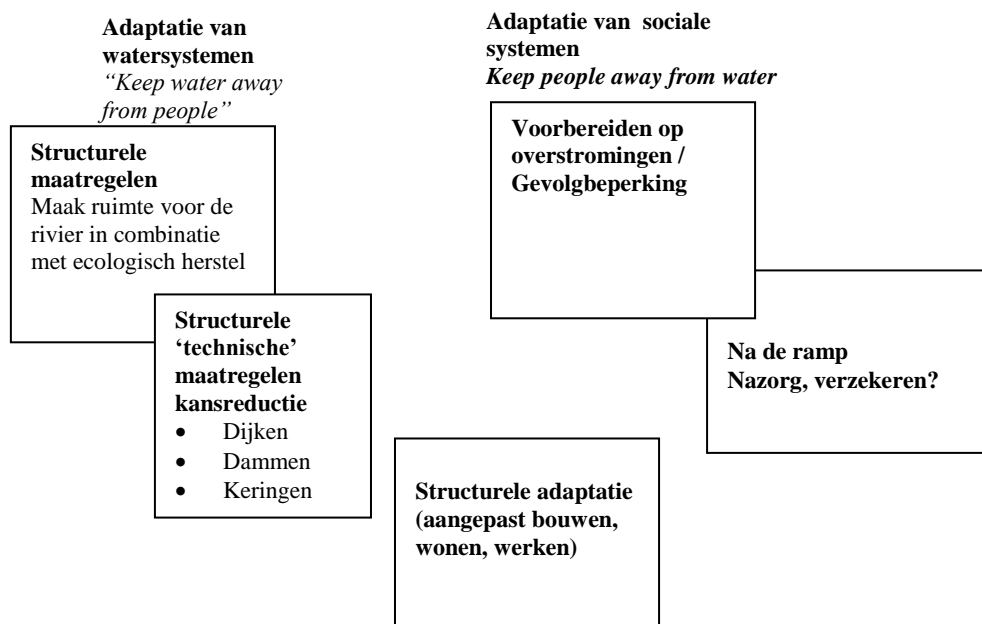 Adaptatie van
watersystemen
“Keep water away
from people”
Structurele
maatregelen
Maak ruimte voor de
rivier in combinatie
met ecologisch herstel
Structurele
‘technische’
maatregelen
kansreductie
• Dijken
• Dammen
• Keringen
Adaptatie van sociale
systemen
Keep people away from water
Voorbereiden op
overstromingen /
Gevolgbeperking
Na de ramp
Nazorg, verzekeren?
Structurele adaptatie
(aangepast bouwen,
wonen, werken)